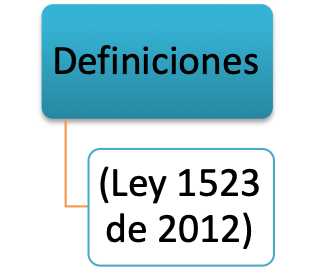 Definiciones
(Ley 1523
de 2012)